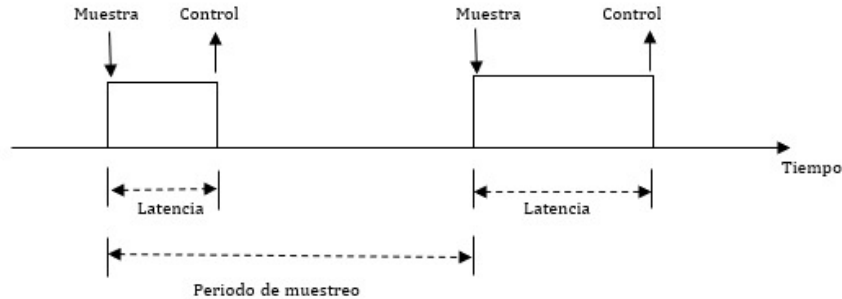 Muestra
Control
Muestra
Control
Tiempo
Latencia
Latencia
Periodo de muestreo